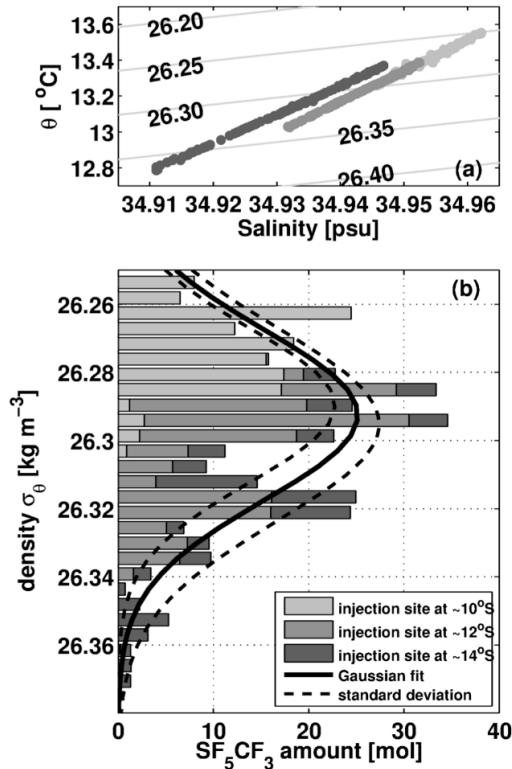 13.6
13.4
13.2
13
12.8
θ [ °C]
26.20
26.25
26.30
26.35
26.40
(a)
34.91 34.92 34.93 34.94 34.95 34.96
Salinity [psu]
(b)
26.26
26.28
26.3
26.32
26.34
26.36
density σθ [kg m⁻³]
injection site at ~10°S
injection site at ~12°S
injection site at ~14°S
Gaussian fit
standard deviation
0 10 20 30 40
SF₅CF₃ amount [mol]